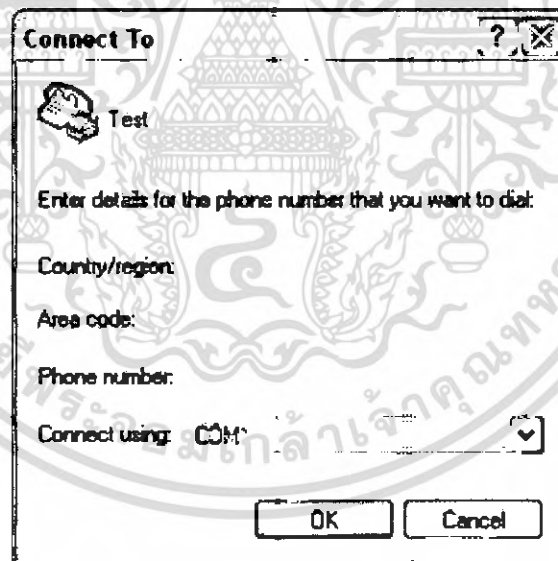 Connect To
Test
Enter details for the phone number that you want to dial:
Country/region:
Area code:
Phone number:
Connect using: COM
OK Cancel